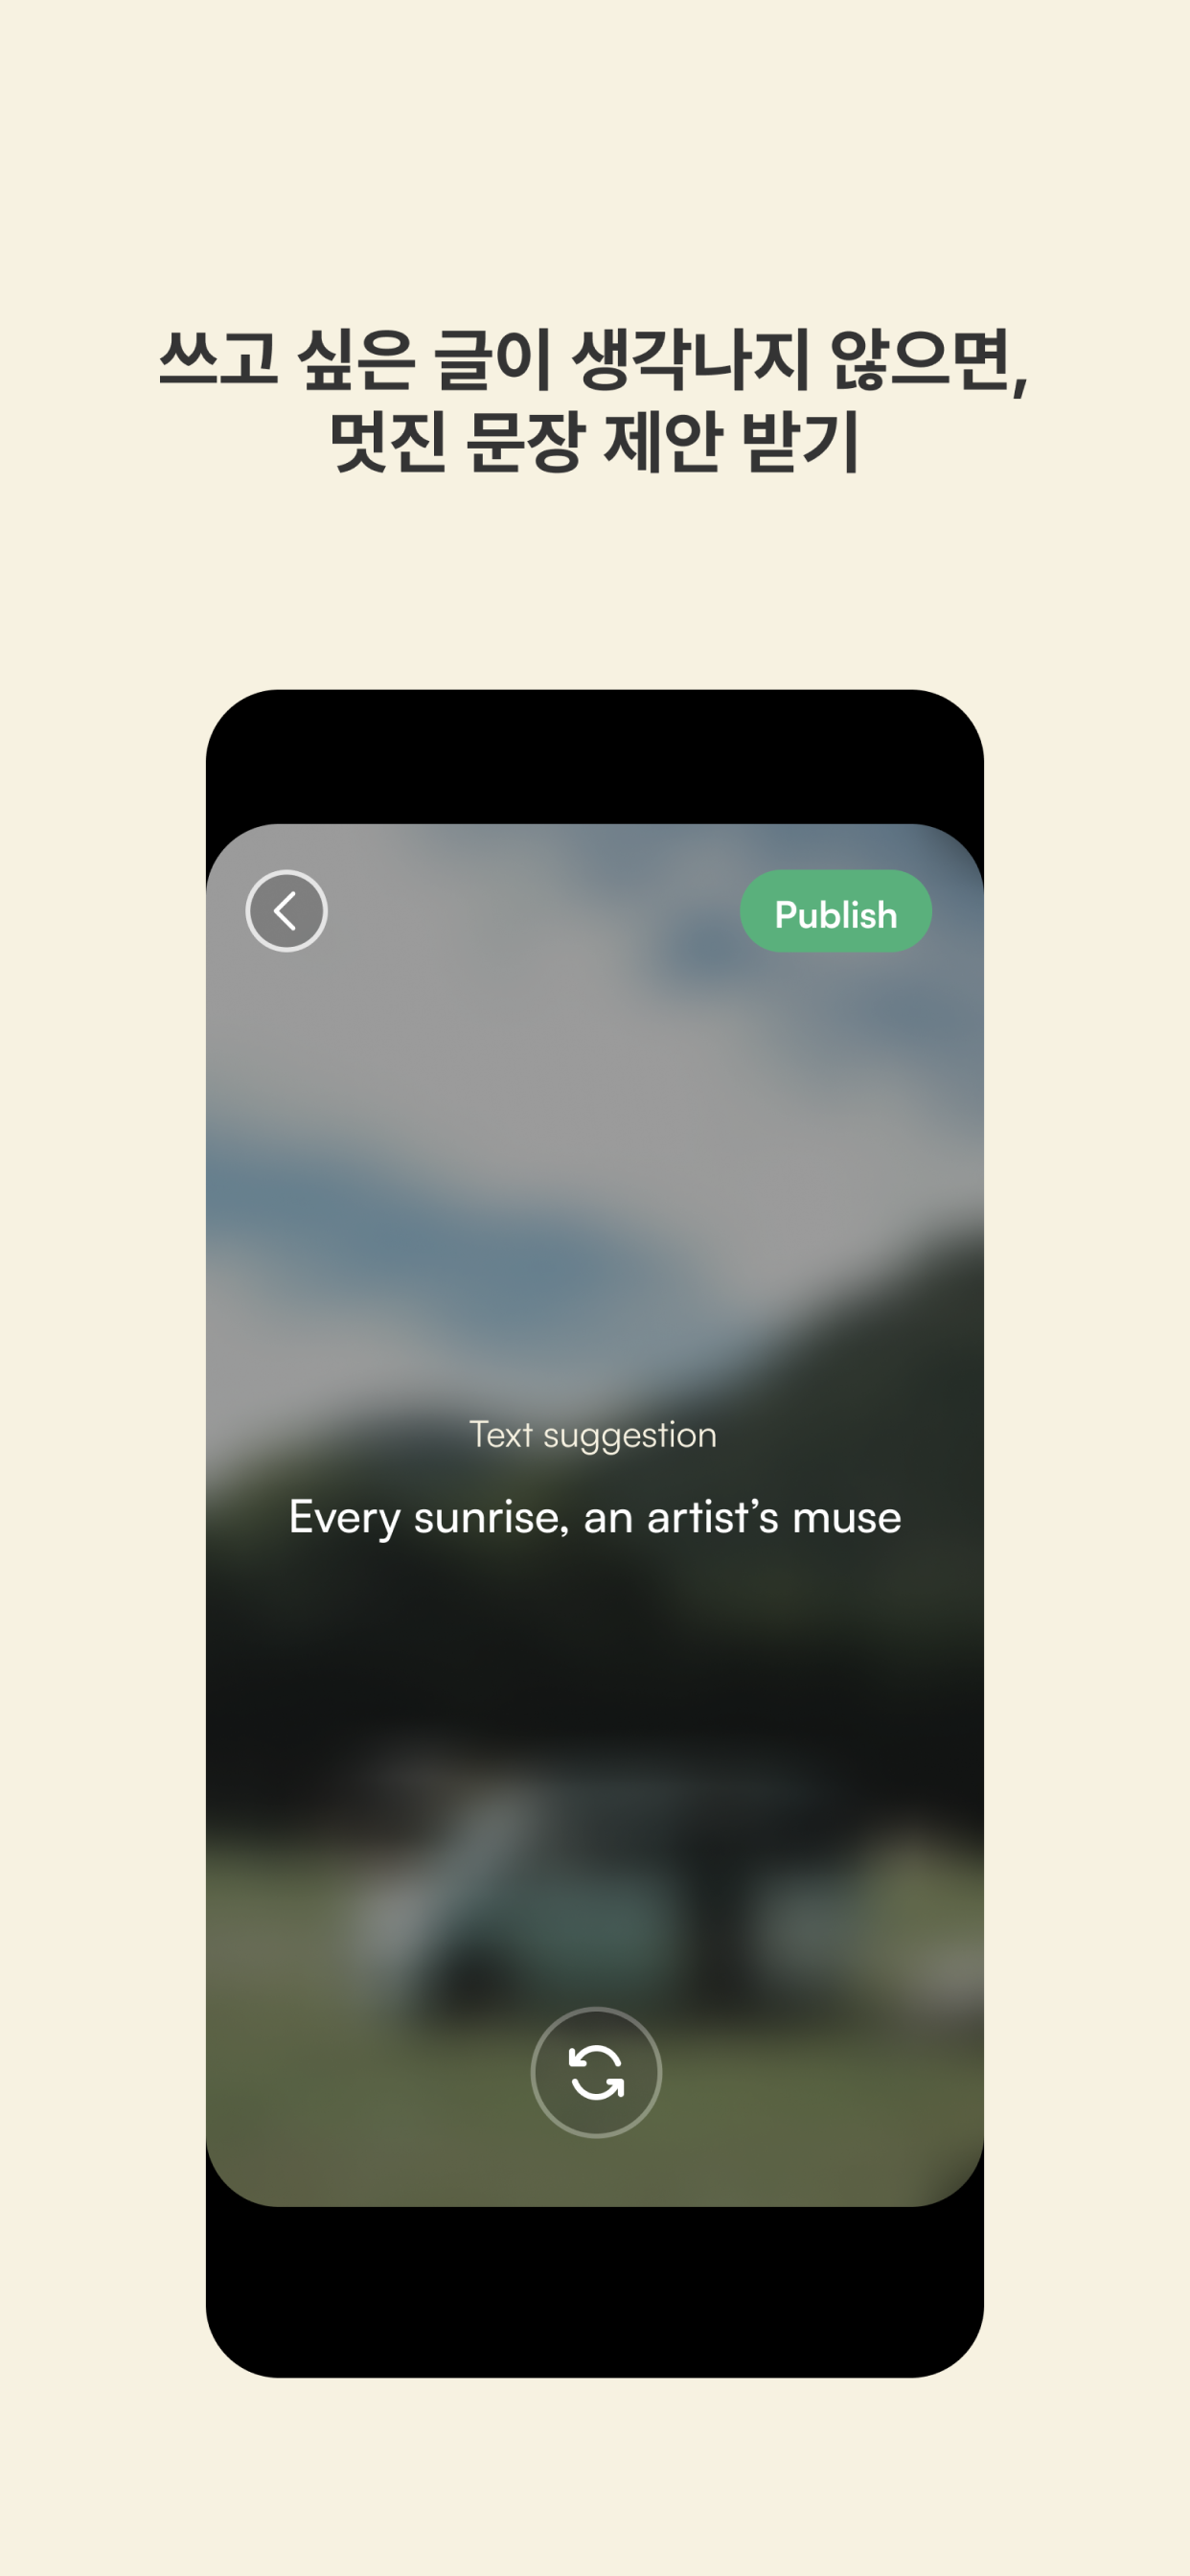 쓰고 싶은 글이 생각나지 않으면,
멋진 문장 제안 받기
Publish
Text suggestion
Every sunrise, an artist’s muse